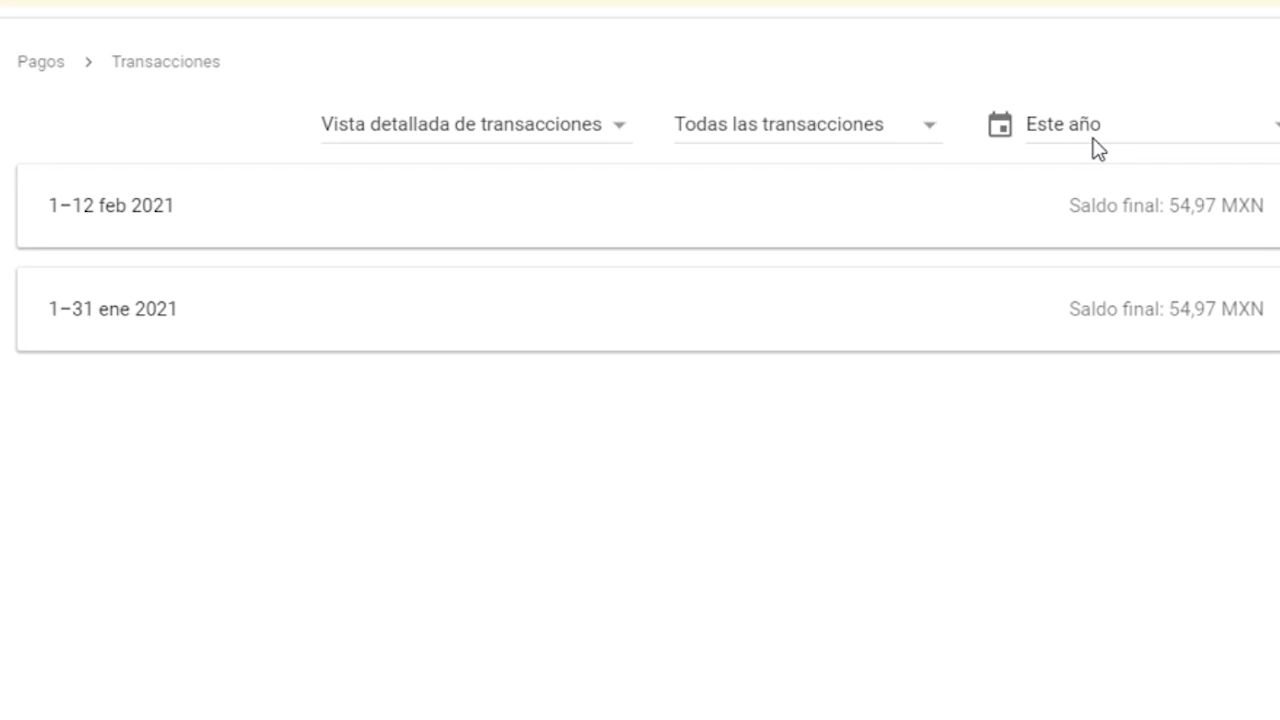 Pagos > Transacciones
Vista detallada de transacciones Todas las transacciones Este año
1–12 feb 2021 Saldo final: 54,97 MXN
1–31 ene 2021 Saldo final: 54,97 MXN